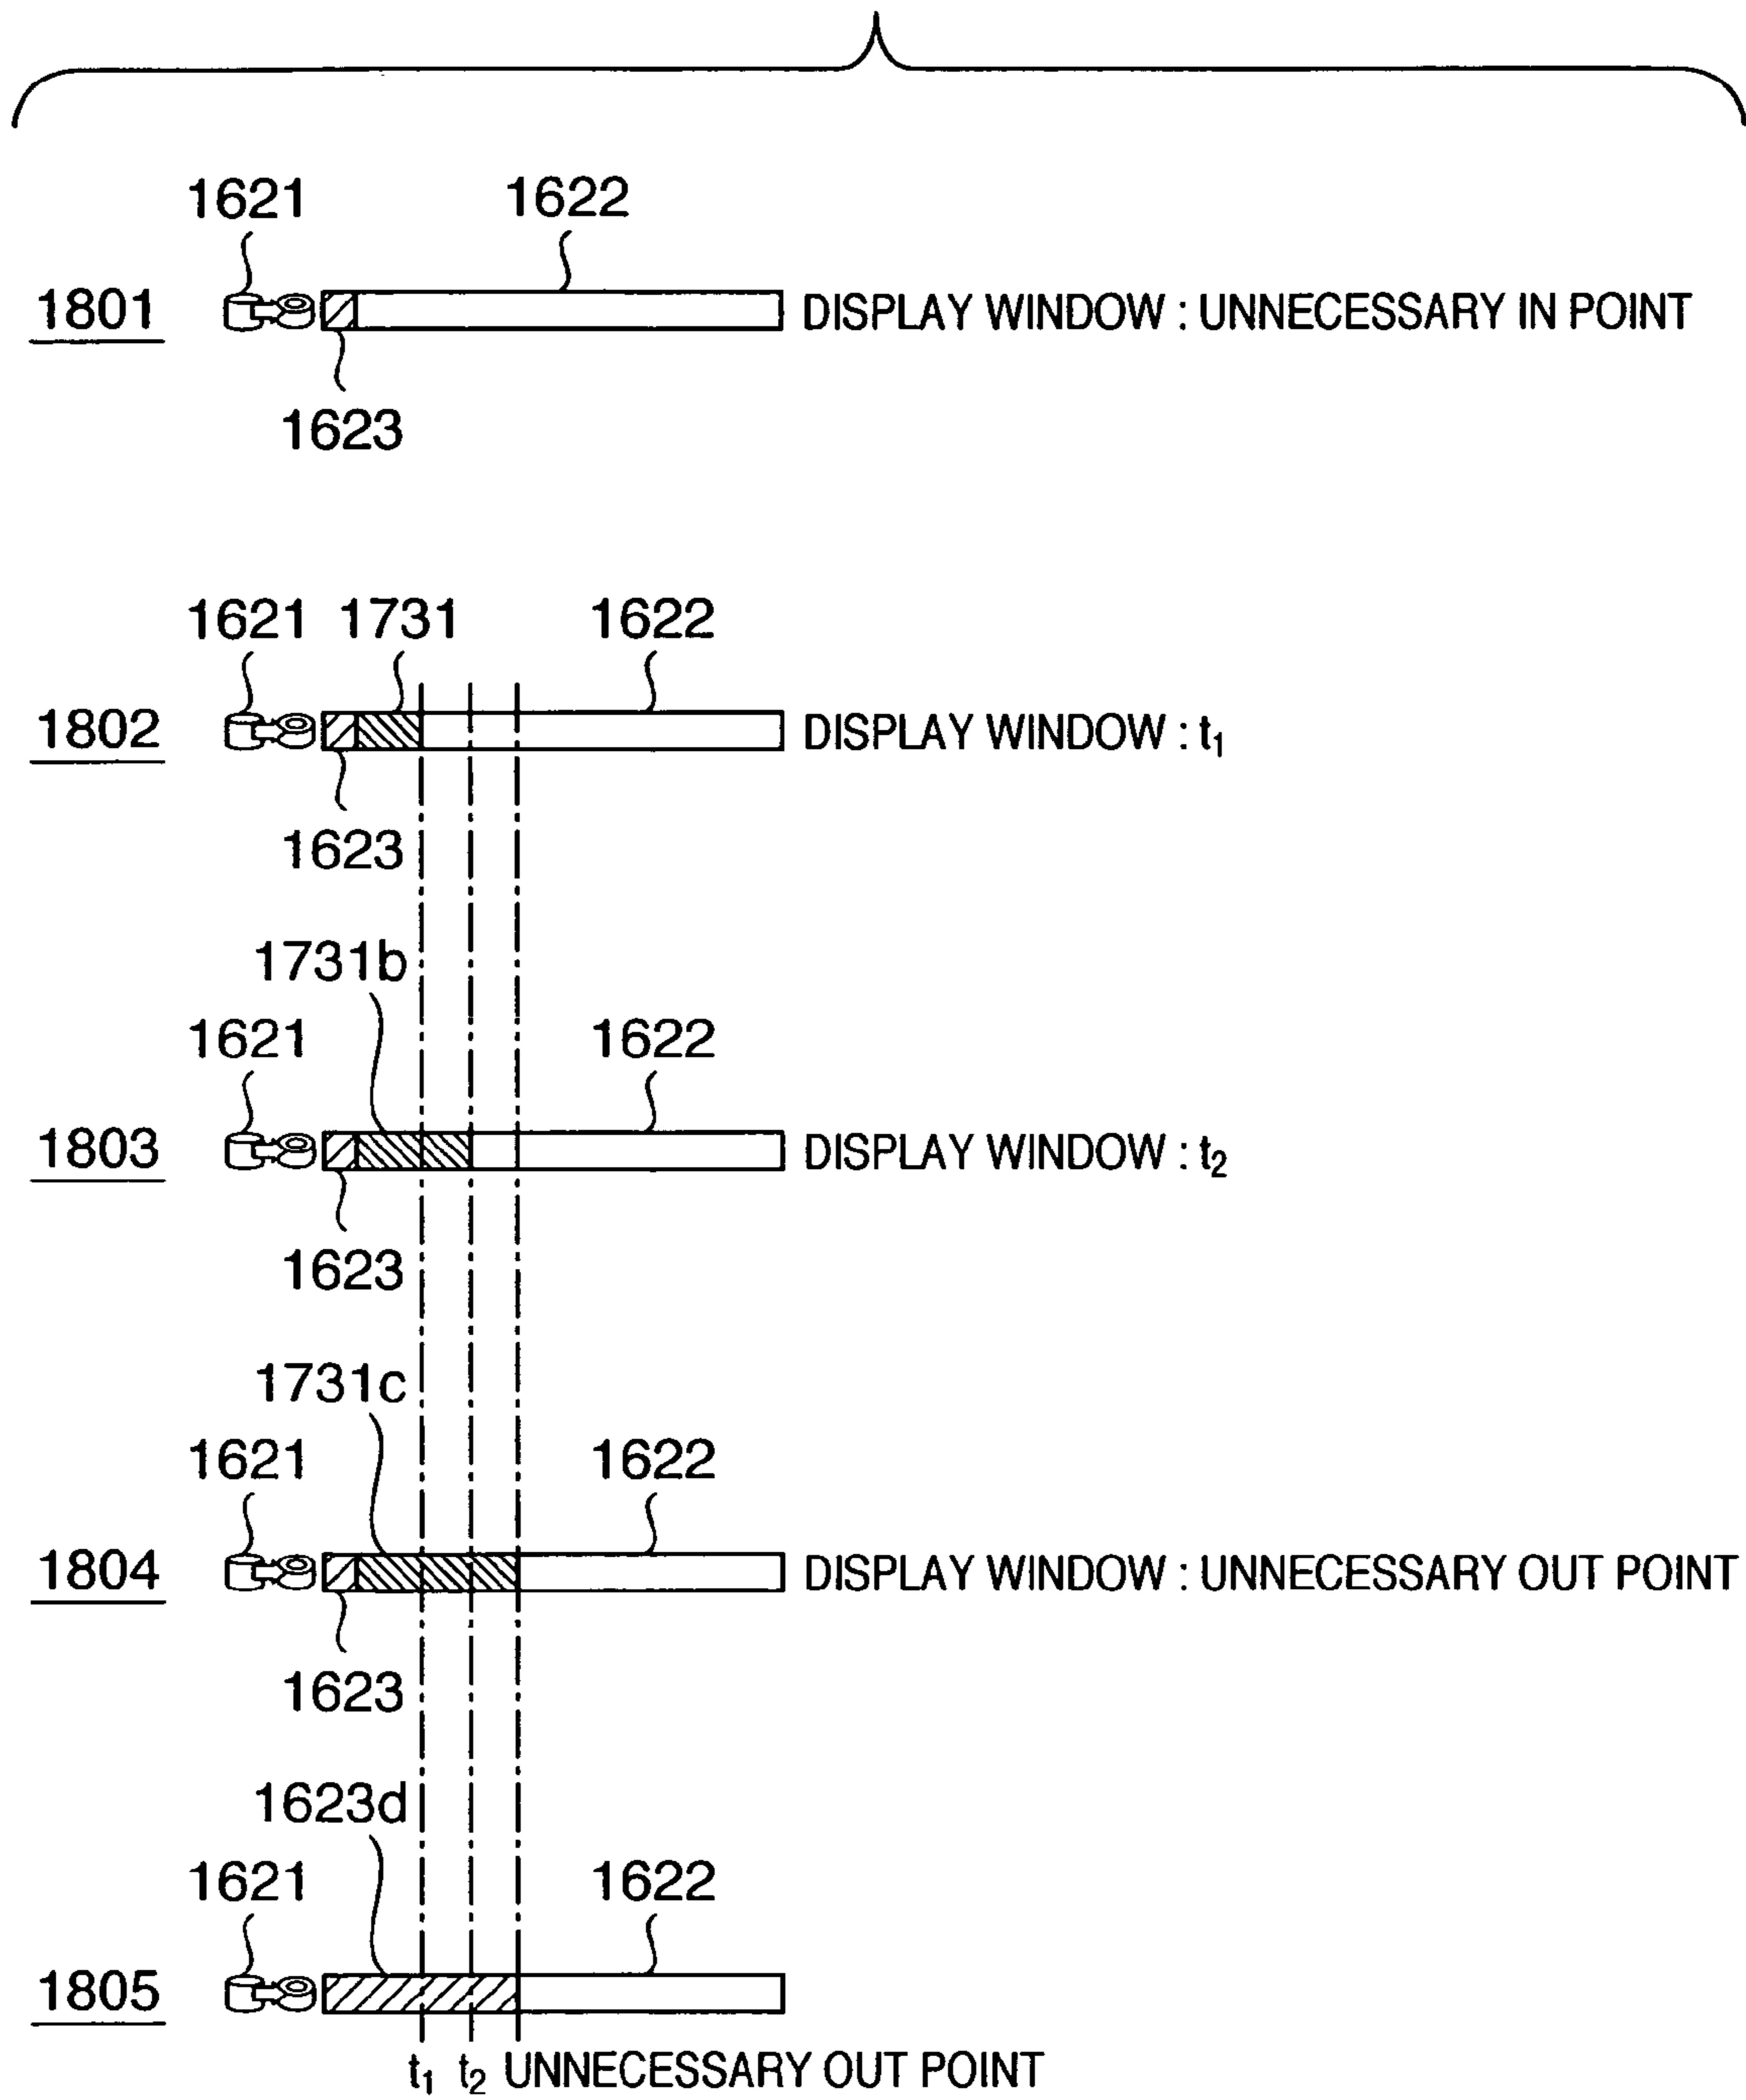 1621 1622
1801 DISPLAY WINDOW : UNNECESSARY IN POINT
1623
1621 1731 1622
1802 DISPLAY WINDOW : t1
1623
1731b
1621 1622
1803 DISPLAY WINDOW : t2
1623
1731c
1621 1622
1804 DISPLAY WINDOW : UNNECESSARY OUT POINT
1623
1623d
1621 1622
1805
t1 t2 UNNECESSARY OUT POINT